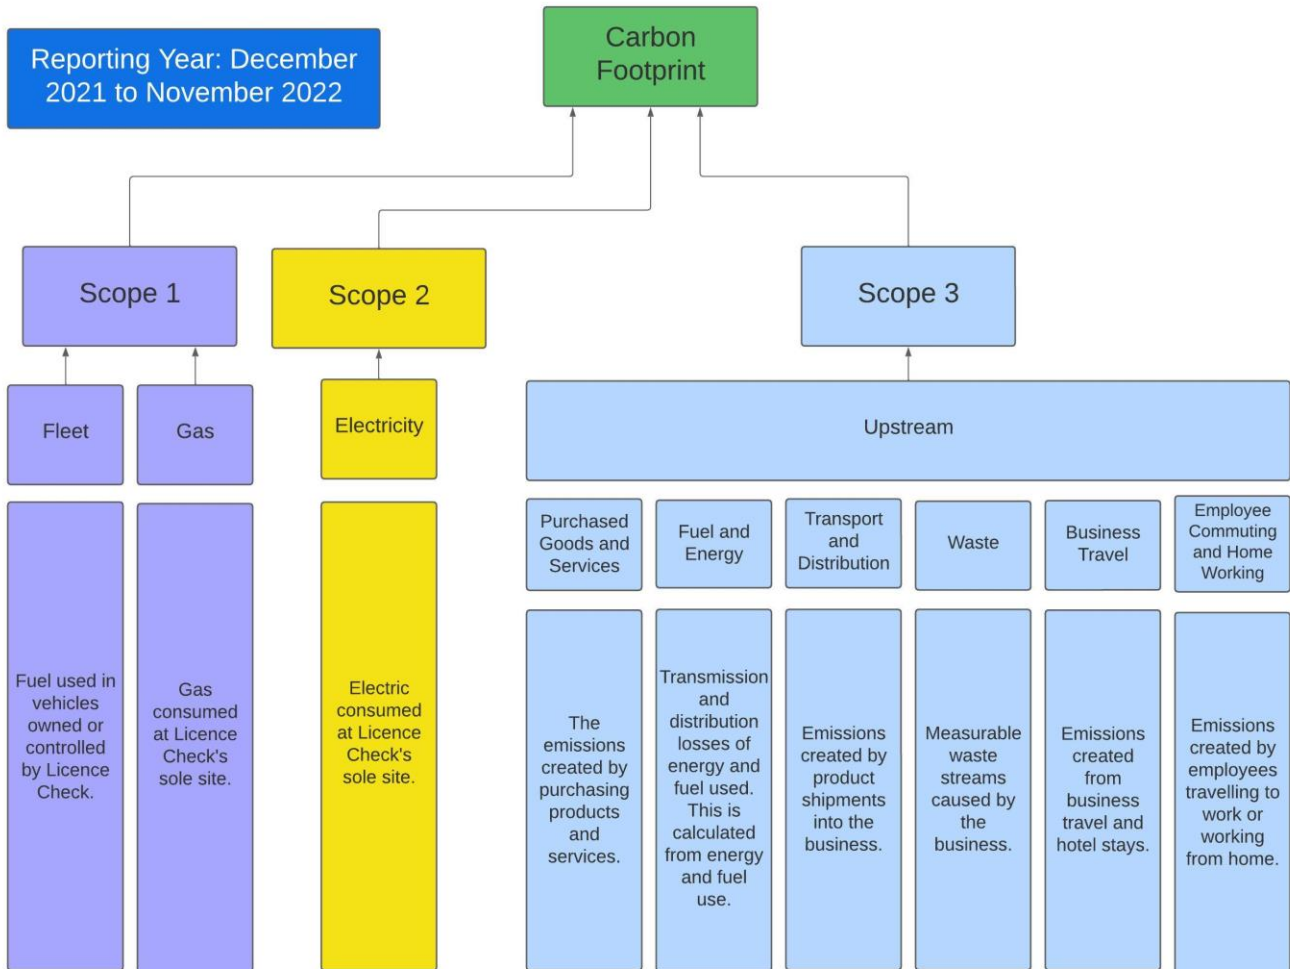 Reporting Year: December
2021 to November 2022
Carbon
Footprint
Scope 1
Scope 2
Scope 3
Fleet
Gas
Electricity
Upstream
Purchased
Goods and
Services
Fuel and
Energy
Transport
and
Distribution
Waste
Business
Travel
Employee
Commuting
and Home
Working
Fuel used in
vehicles
owned or
controlled
by Licence
Check.
Gas
consumed
at Licence
Check's
sole site.
Electric
consumed
at Licence
Check's
sole site.
The
emissions
created by
purchasing
products
and
services.
Transmission
and
distribution
losses of
energy and
fuel used.
This is
calculated
from energy
and fuel
use.
Emissions
created by
product
shipments
into the
business.
Measurable
waste
streams
caused by
the
business.
Emissions
created
from
business
travel and
hotel stays.
Emissions
created by
employees
travelling to
work or
working
from home.